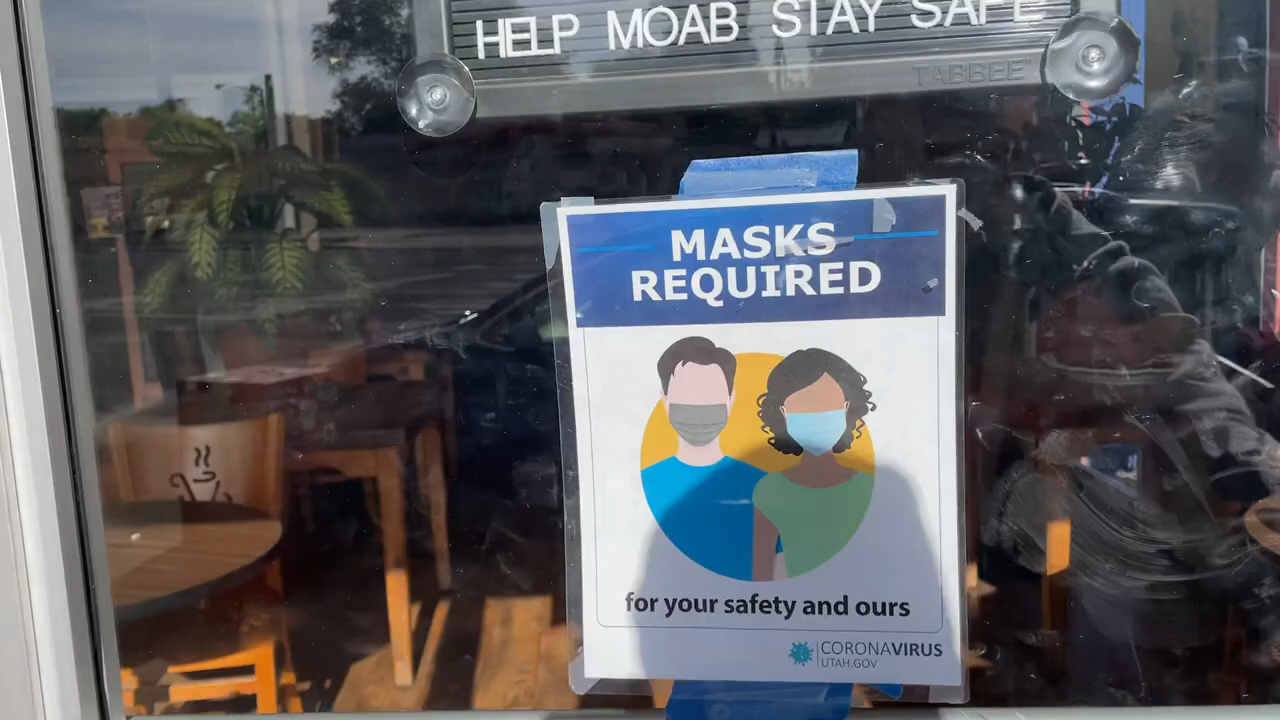 HELP MOAB STAY SAFE
TABBEE
MASKS
REQUIRED
for your safety and ours
CORONAVIRUS
UTAH.GOV